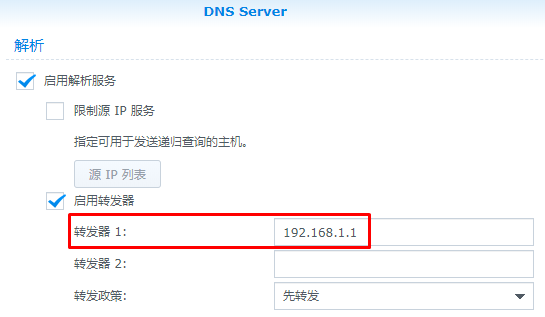 DNS Server
解析
启用解析服务
限制源 IP 服务
指定可用于发送递归查询的主机。
源 IP 列表
启用转发器
转发器 1: 192.168.1.1
转发器 2:
转发政策: 先转发